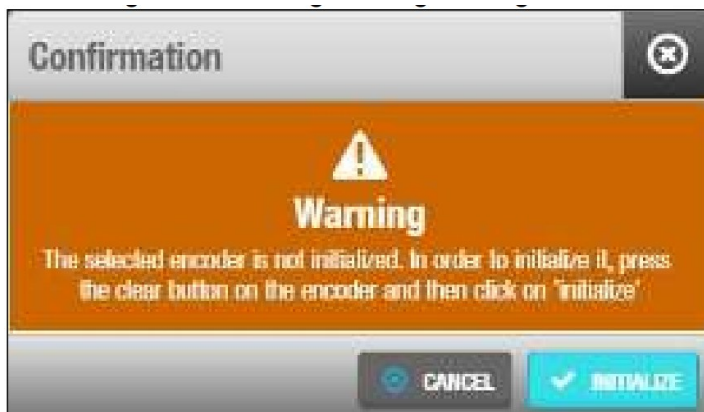 Confirmation
Warning
The selected encoder is not initialized. In order to initialize it, press
the clear button on the encoder and then click on 'initialize'
CANCEL
INITIALIZE